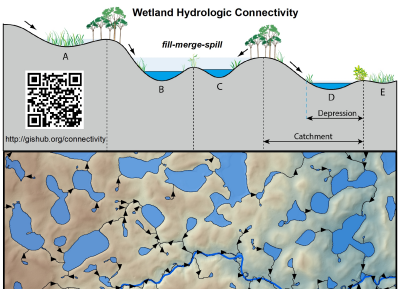 Wetland Hydrologic Connectivity
fill-merge-spill
A
B
C
D
E
Depression
Catchment
http://gishub.org/connectivity